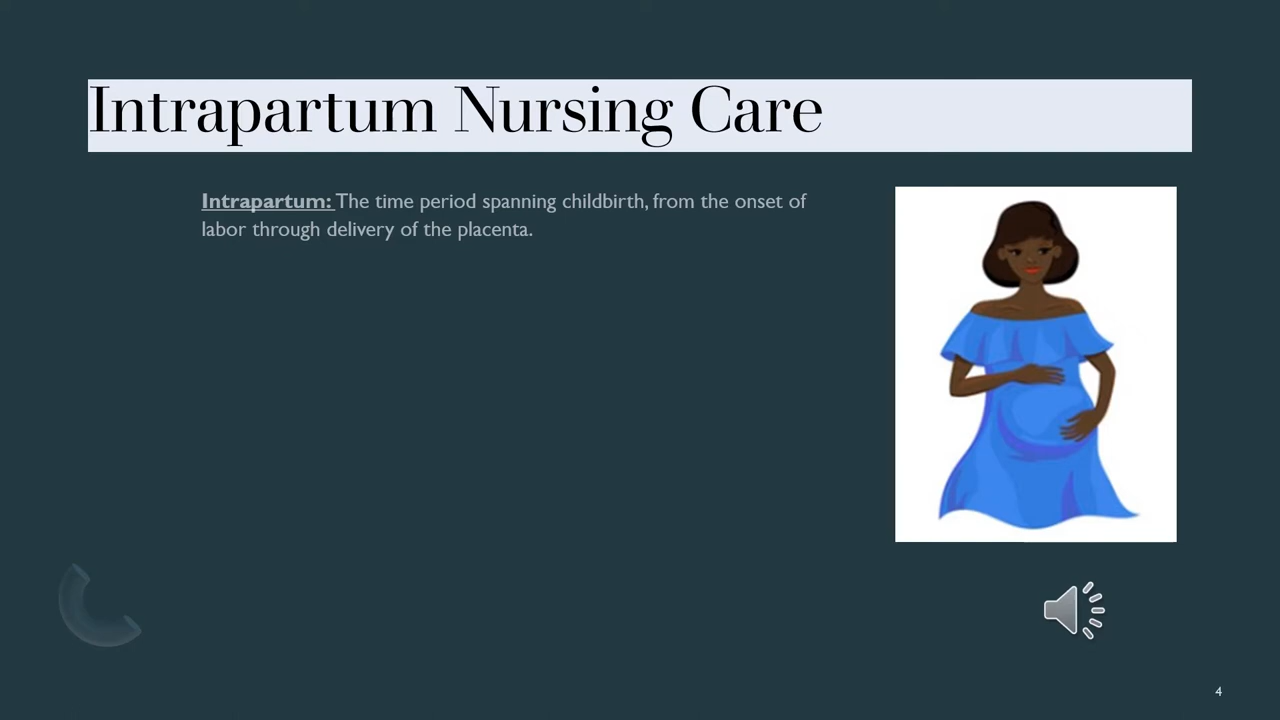 Intrapartum Nursing Care
Intrapartum: The time period spanning childbirth, from the onset of
labor through delivery of the placenta.
4